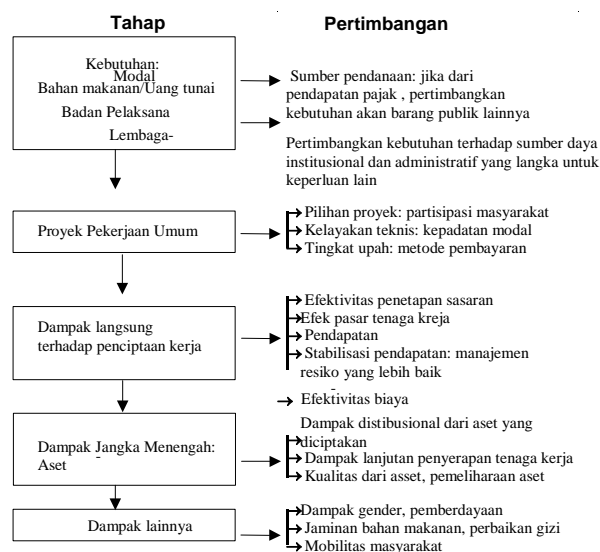 Tahap
Pertimbangan
Kebutuhan:
Modal
Bahan makanan/Uang tunai
Badan Pelaksana
Lembaga-
Sumber pendanaan: jika dari
pendapatan pajak , pertimbangkan
kebutuhan akan barang publik lainnya
Pertimbangkan kebutuhan terhadap sumber daya
institusional dan administratif yang langka untuk
keperluan lain
Proyek Pekerjaan Umum
Pilihan proyek: partisipasi masyarakat
Kelayakan teknis: kepadatan modal
Tingkat upah: metode pembayaran
Dampak langsung
terhadap penciptaan kerja
Efektivitas penetapan sasaran
Efek pasar tenaga kreja
Pendapatan
Stabilisasi pendapatan: manajemen
resiko yang lebih baik
Efektivitas biaya
Dampak Jangka Menengah:
Aset
Dampak distibusional dari aset yang
diciptakan
Dampak lanjutan penyerapan tenaga kerja
Kualitas dari asset, pemeliharaan aset
Dampak lainnya
Dampak gender, pemberdayaan
Jaminan bahan makanan, perbaikan gizi
Mobilitas masyarakat